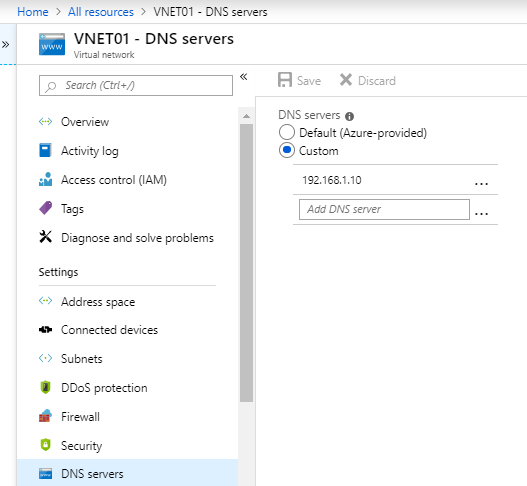 Home > All resources > VNET01 - DNS servers
»
www
VNET01 - DNS servers
Virtual network
Search (Ctrl+/)
«
Save
Discard
Overview
Activity log
Access control (IAM)
Tags
Diagnose and solve problems
Settings
Address space
Connected devices
Subnets
DDoS protection
Firewall
Security
www
DNS servers
DNS servers
Default (Azure-provided)
Custom
192.168.1.10
...
Add DNS server
...